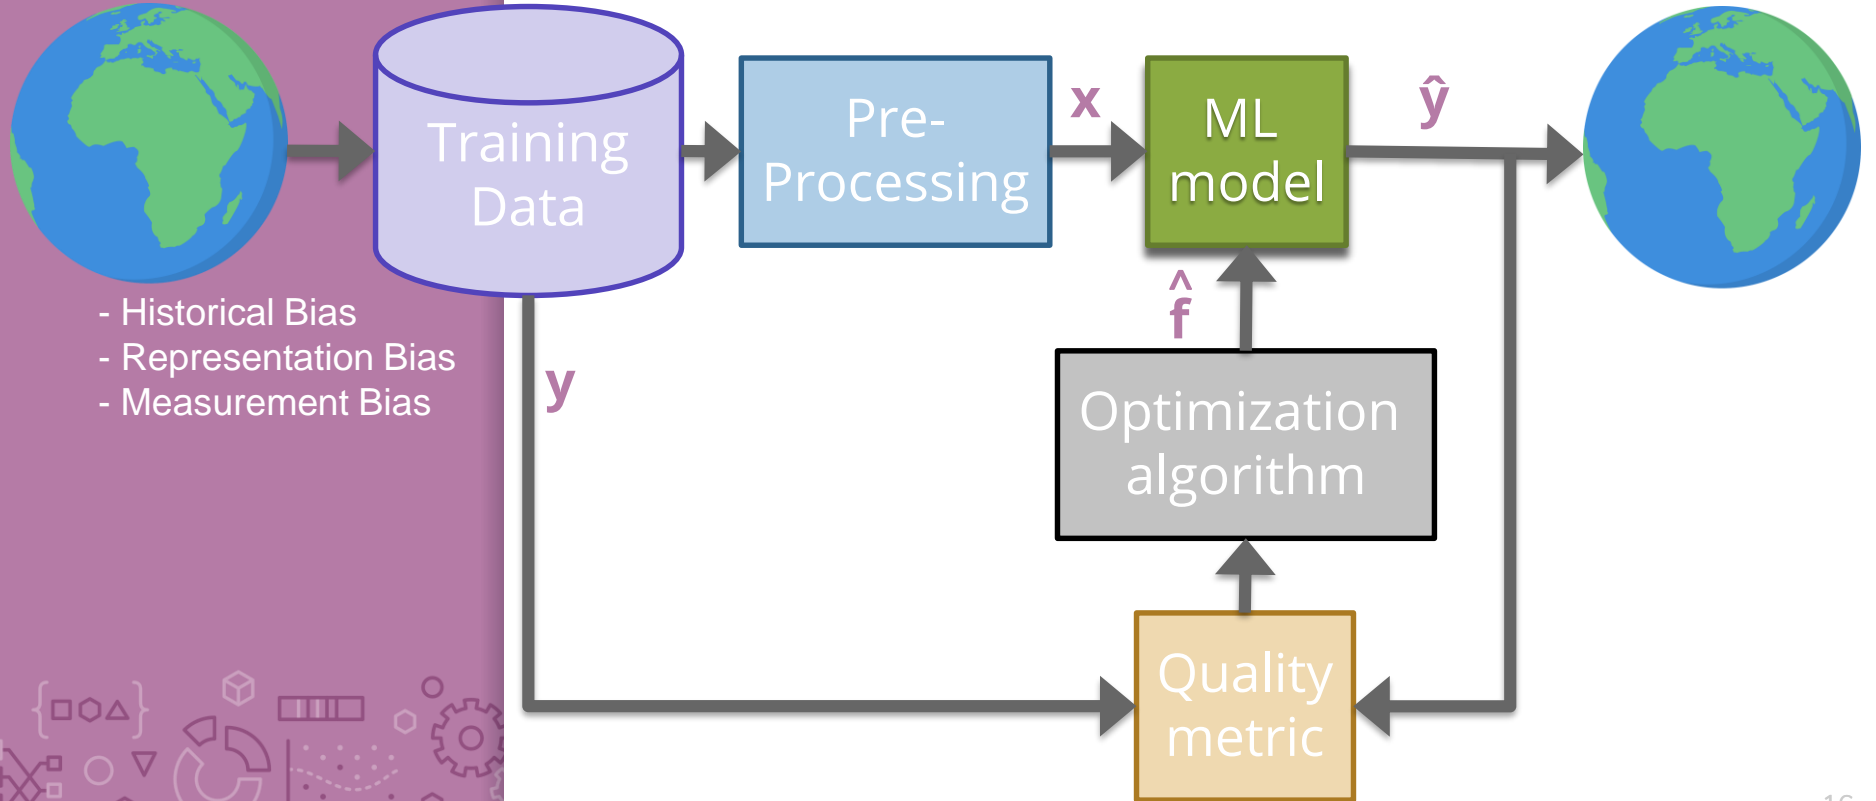 Training
Data
Pre-
Processing
x
ML
model
ŷ
- Historical Bias
- Representation Bias
- Measurement Bias
y
f̂
Optimization
algorithm
Quality
metric